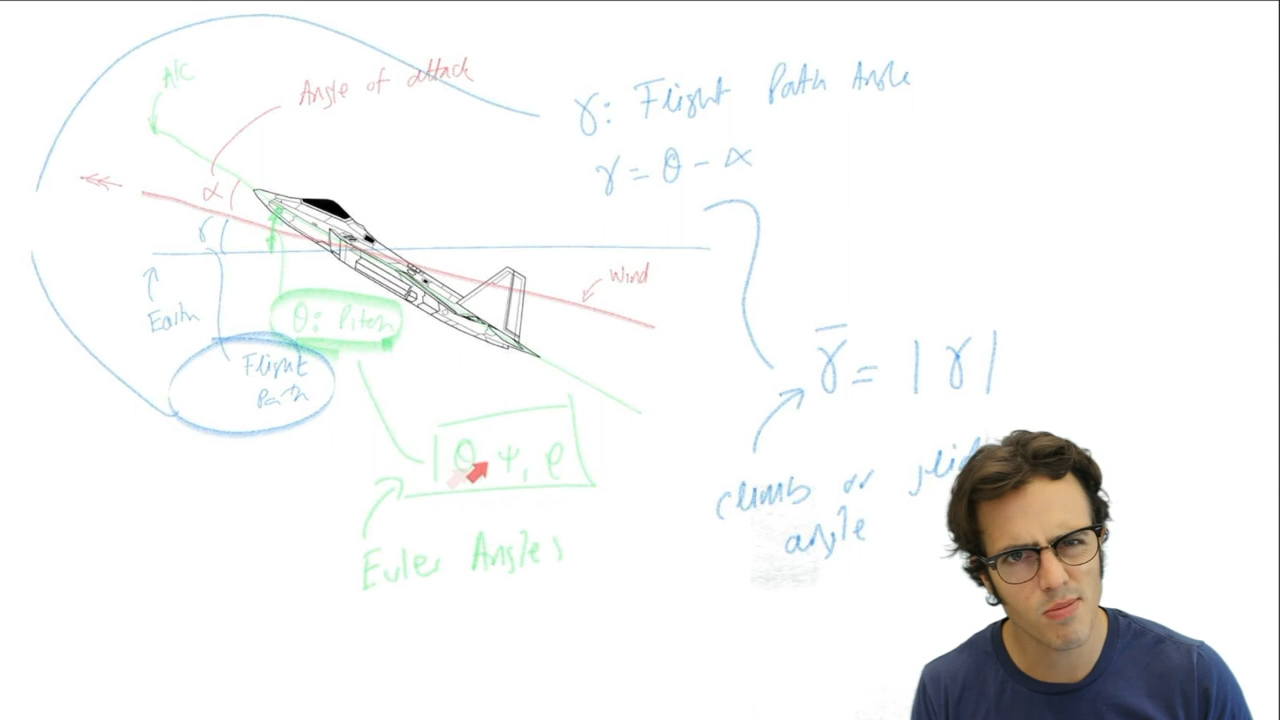 A/C
Angle of attack
γ: Flight Path Angle
γ = θ - α
α
γ
Wind
Earth
θ: Pitch
Flight
Path
γ̅ = |γ|
θ ψ, φ
climb or
angle
Euler Angles